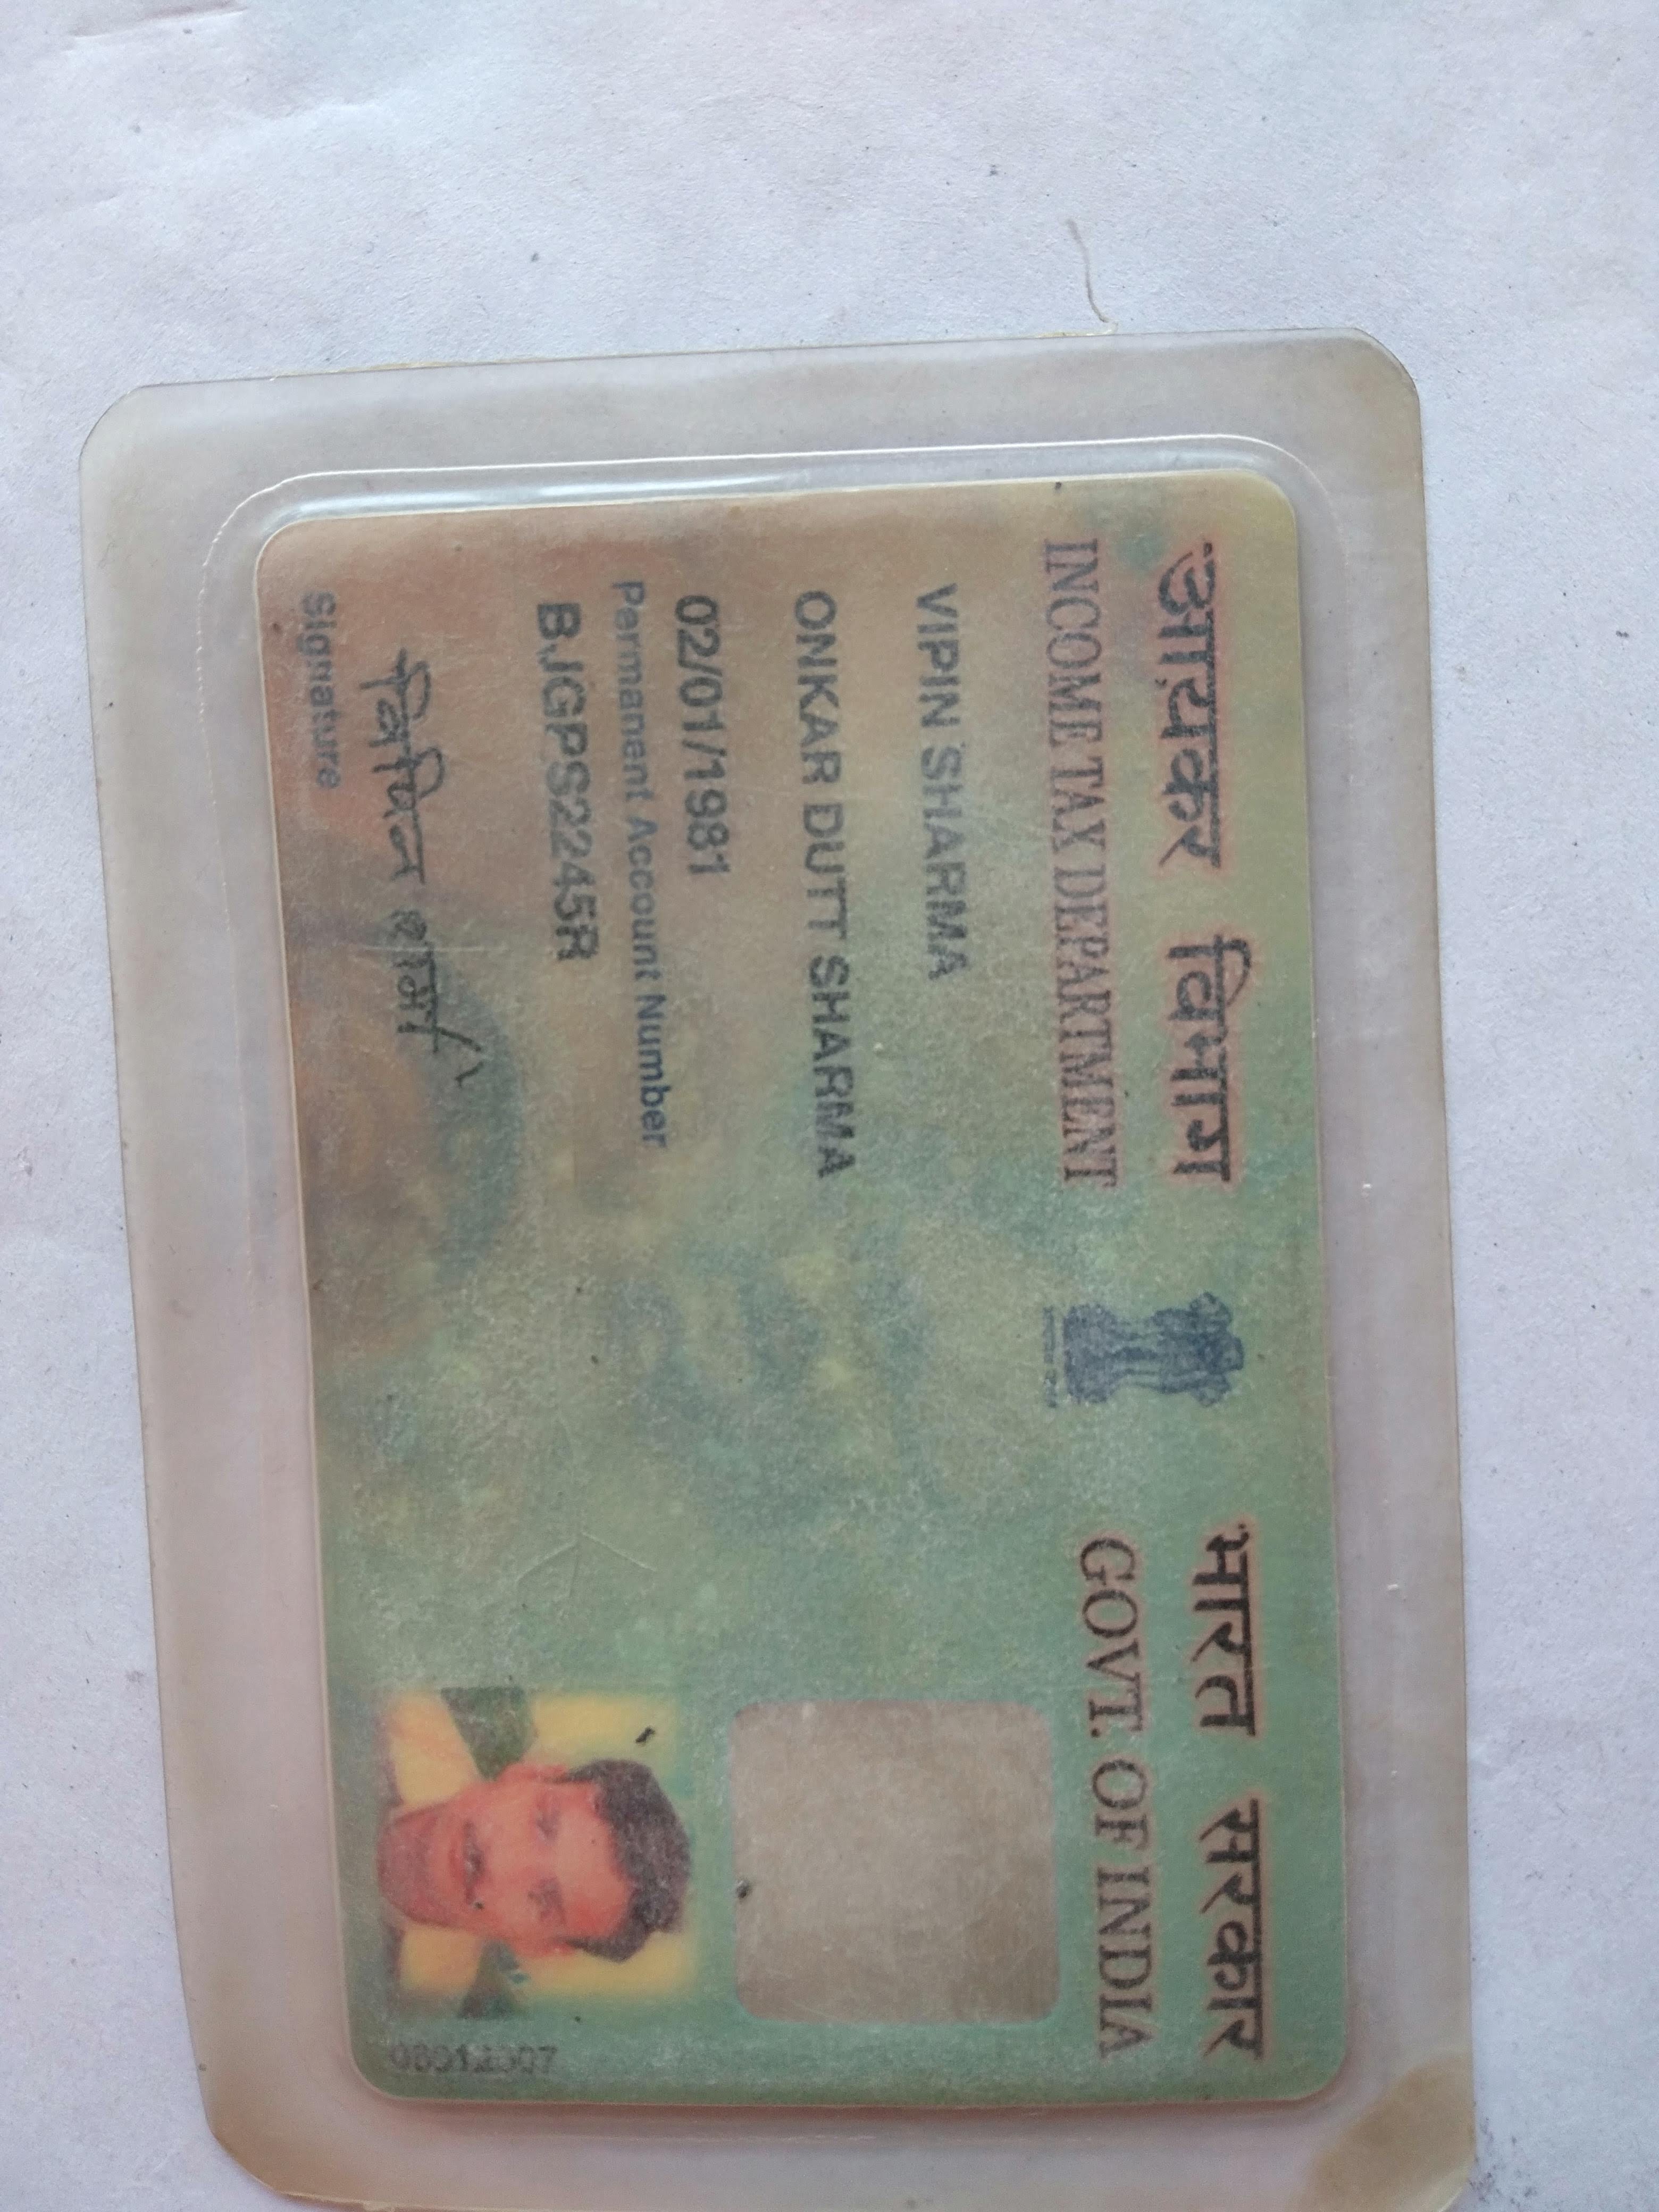 आयकर विभाग
INCOME TAX DEPARTMENT
भारत सरकार
GOVT. OF INDIA
VIPIN SHARMA
ONKAR DUTT SHARMA
02/01/1981
Permanent Account Number
BJGPS2245R
विपिन शर्मा
Signature